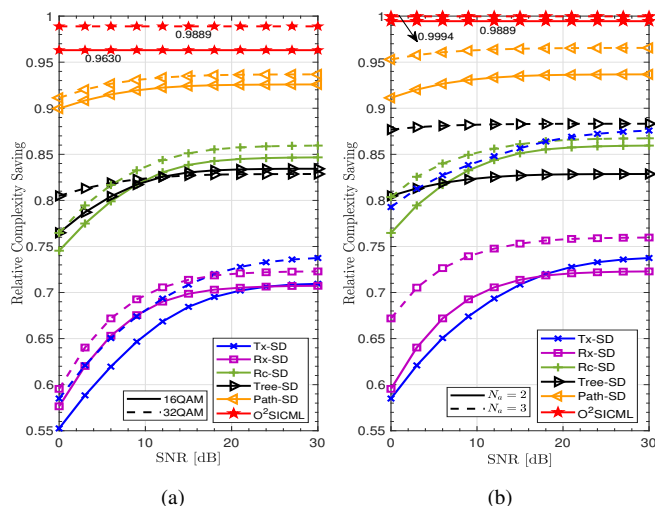 1
0.95
0.9
0.85
0.8
0.75
0.7
0.65
0.6
0.55
Relative Complexity Saving
0.9889
0.9630
16QAM
32QAM
Tx-SD
Rx-SD
Rc-SD
Tree-SD
Path-SD
O²SICML
0 10 20 30
SNR [dB]
(a)
1
0.95
0.9
0.85
0.8
0.75
0.7
0.65
0.6
0.55
Relative Complexity Saving
0.9994
0.9889
Nₐ = 2
Nₐ = 3
Tx-SD
Rx-SD
Rc-SD
Tree-SD
Path-SD
O²SICML
0 10 20 30
SNR [dB]
(b)